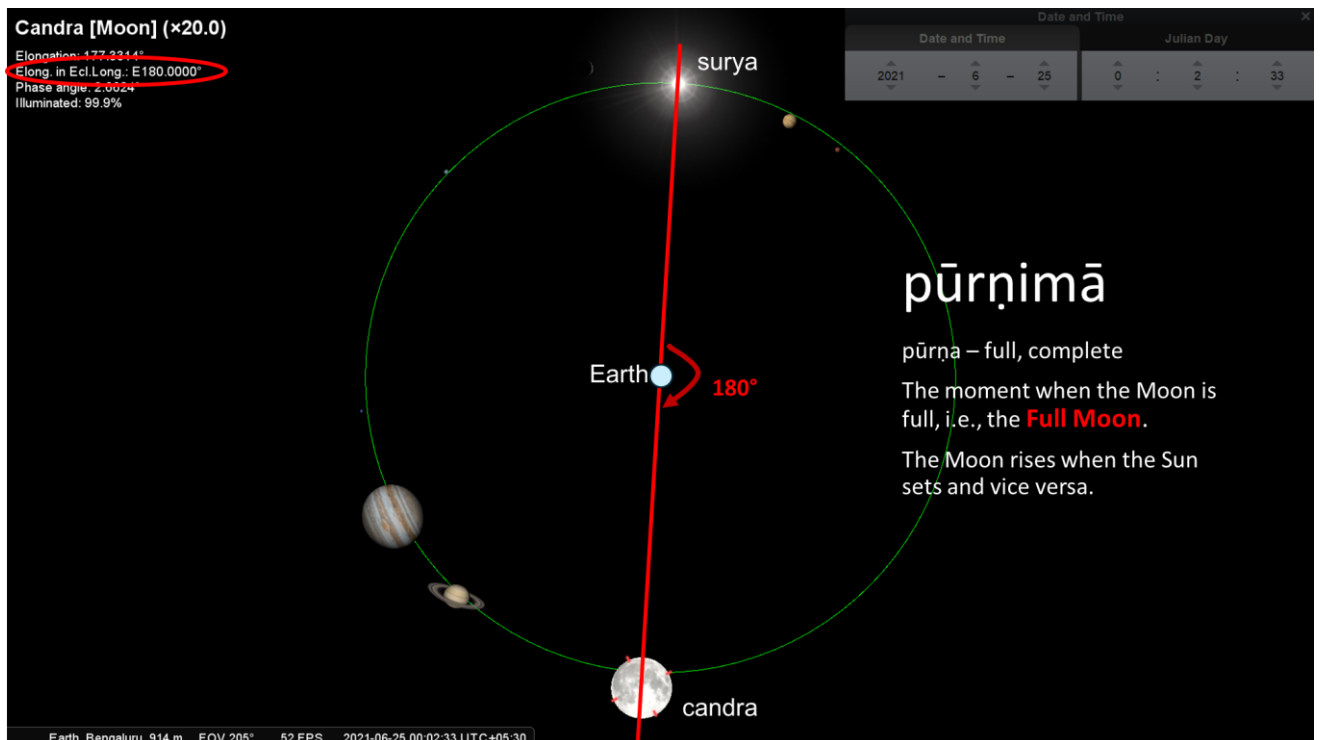 Candra [Moon] (×20.0)
Elongation: 177.3314°
Elong. in Ecl.Long.: E180.0000°
Phase angle: 2.6624°
Illuminated: 99.9%
Date and Time ×
Date and Time Julian Day
2021 – 6 – 25 0 : 2 : 33
surya
Earth
180°
candra
pūrṇimā
pūrṇa – full, complete
The moment when the Moon is
full, i.e., the Full Moon.
The Moon rises when the Sun
sets and vice versa.
Earth, Bengaluru, 914 m FOV 205° 52 FPS 2021-06-25 00:02:33 UTC+05:30